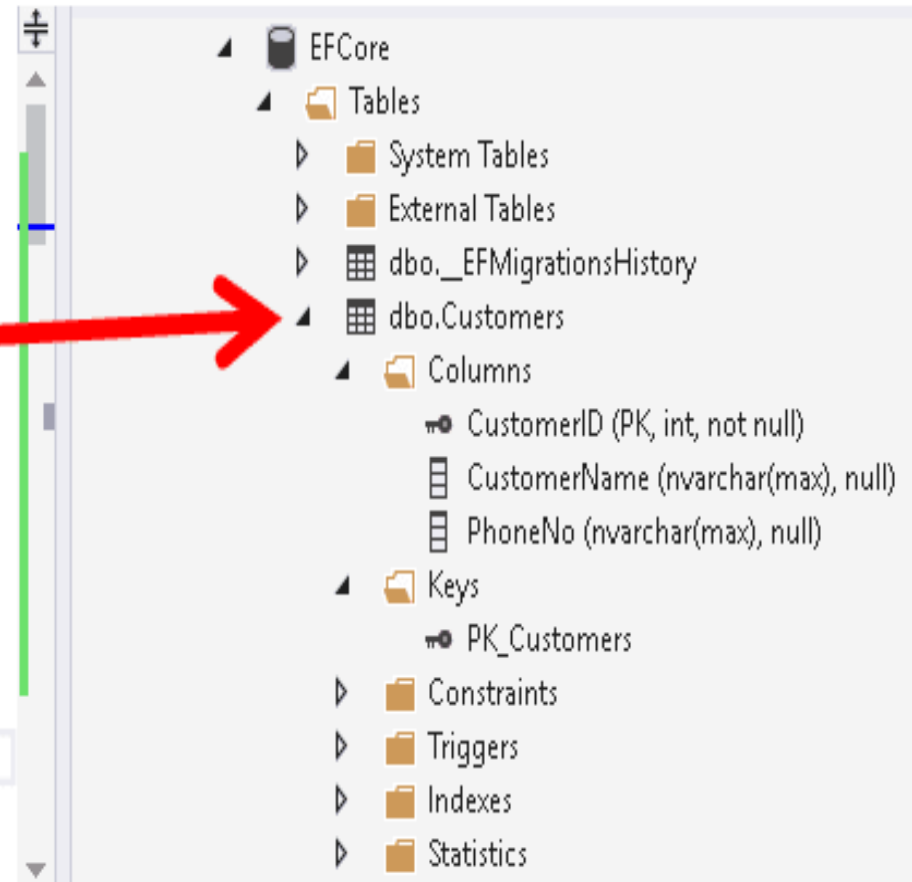 EFCore
Tables
System Tables
External Tables
dbo.__EFMigrationsHistory
dbo.Customers
Columns
CustomerID (PK, int, not null)
CustomerName (nvarchar(max), null)
PhoneNo (nvarchar(max), null)
Keys
PK_Customers
Constraints
Triggers
Indexes
Statistics